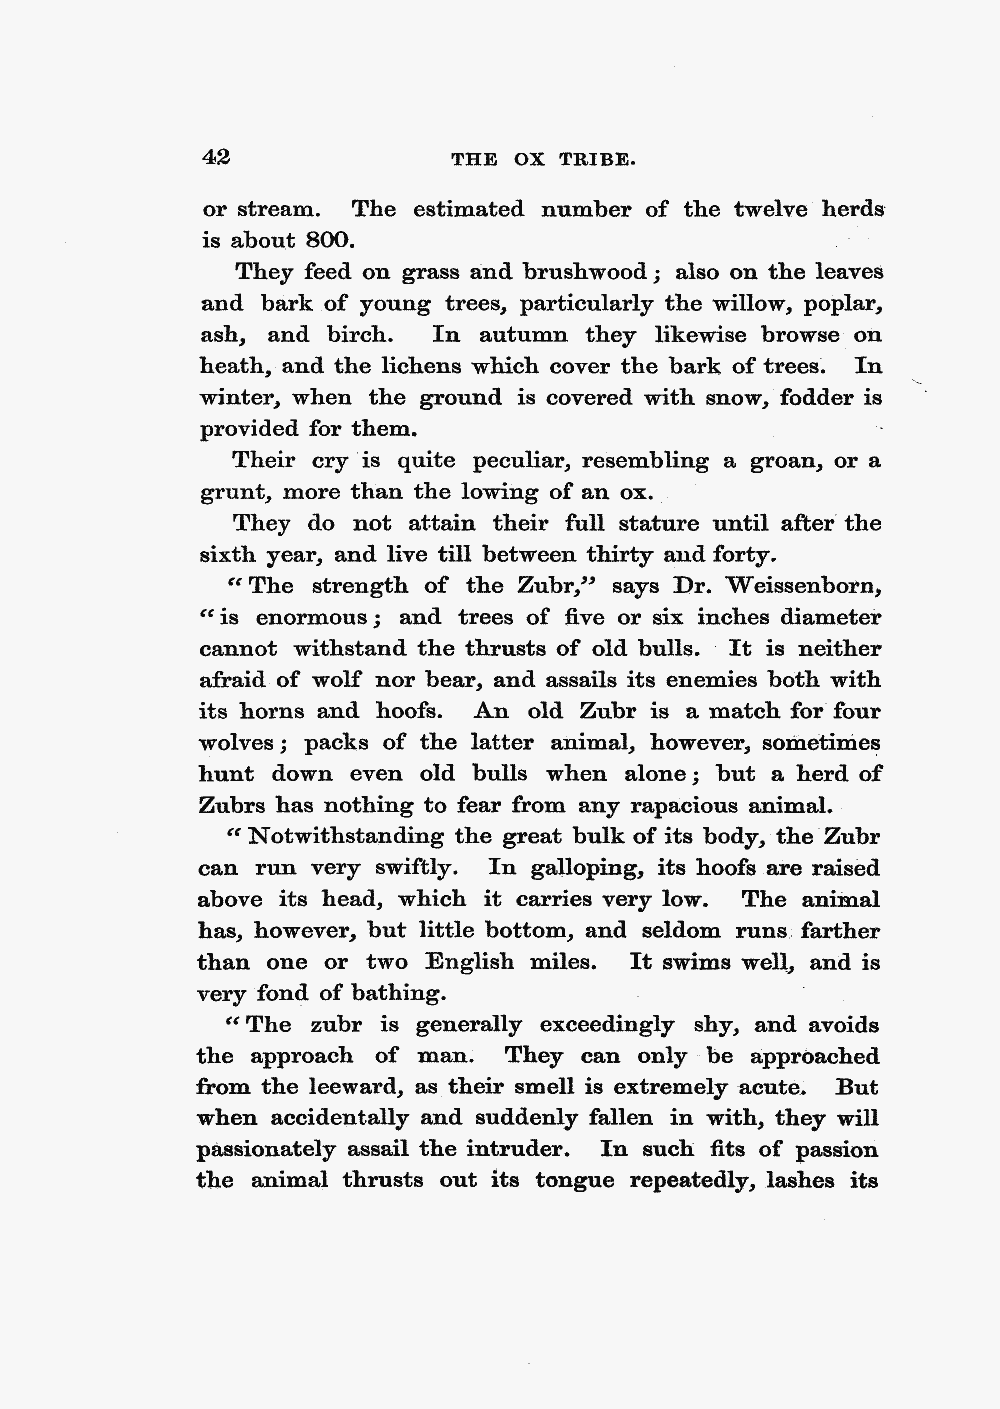 42 THE OX TRIBE.
or stream. The estimated number of the twelve herds
is about 800.
They feed on grass and brushwood; also on the leaves
and bark of young trees, particularly the willow, poplar,
ash, and birch. In autumn they likewise browse on
heath, and the lichens which cover the bark of trees. In
winter, when the ground is covered with snow, fodder is
provided for them.
Their cry is quite peculiar, resembling a groan, or a
grunt, more than the lowing of an ox.
They do not attain their full stature until after the
sixth year, and live till between thirty and forty.
“The strength of the Zubr,” says Dr. Weissenborn,
“is enormous; and trees of five or six inches diameter
cannot withstand the thrusts of old bulls. It is neither
afraid of wolf nor bear, and assails its enemies both with
its horns and hoofs. An old Zubr is a match for four
wolves; packs of the latter animal, however, sometimes
hunt down even old bulls when alone; but a herd of
Zubrs has nothing to fear from any rapacious animal.
“Notwithstanding the great bulk of its body, the Zubr
can run very swiftly. In galloping, its hoofs are raised
above its head, which it carries very low. The animal
has, however, but little bottom, and seldom runs farther
than one or two English miles. It swims well, and is
very fond of bathing.
“The zubr is generally exceedingly shy, and avoids
the approach of man. They can only be approached
from the leeward, as their smell is extremely acute. But
when accidentally and suddenly fallen in with, they will
passionately assail the intruder. In such fits of passion
the animal thrusts out its tongue repeatedly, lashes its